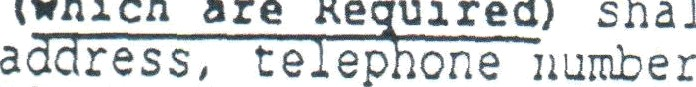 (which are Required) shal
address, telephone number